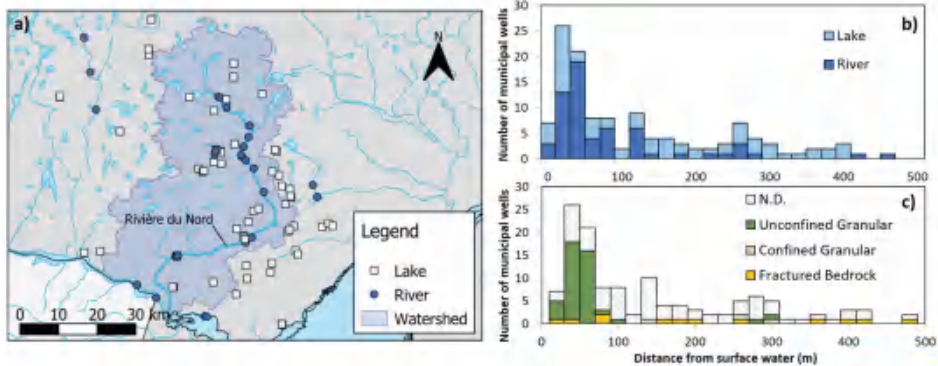 a)
N
Rivière du Nord
Legend
Lake
River
Watershed
0 10 20 30 km
b)
Number of municipal wells
30
25
20
15
10
5
0
Lake
River
0 100 200 300 400 500
c)
Number of municipal wells
30
25
20
15
10
5
0
N.D.
Unconfined Granular
Confined Granular
Fractured Bedrock
0 100 200 300 400 500
Distance from surface water (m)